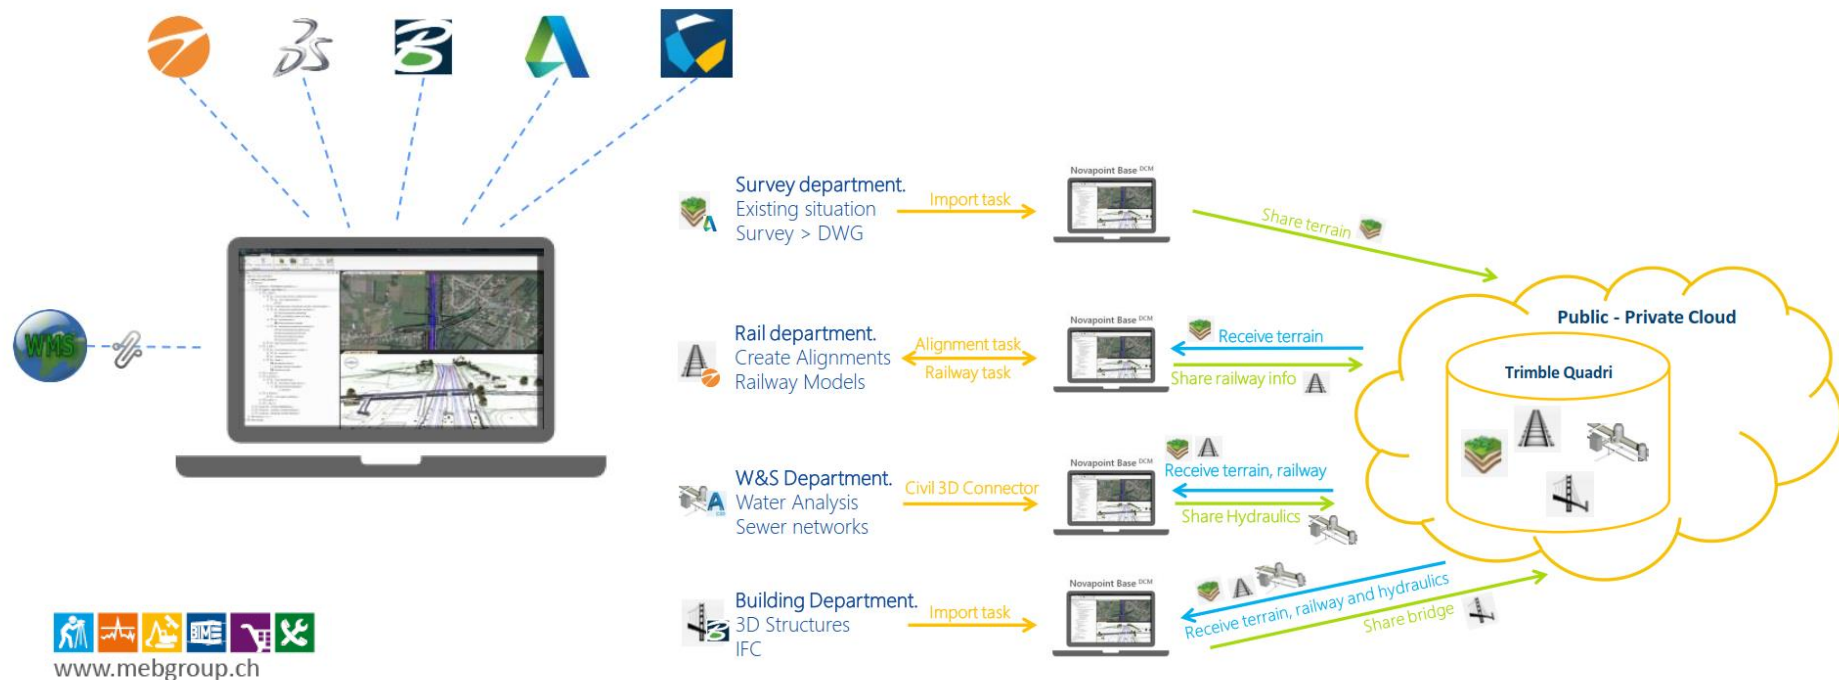 WMS
www.mebgroup.ch
Survey department.
Existing situation
Survey > DWG
Import task
Novapoint Base DCM
Share terrain
Rail department.
Create Alignments
Railway Models
Alignment task
Railway task
Novapoint Base DCM
Receive terrain
Share railway info
W&S Department.
Water Analysis
Sewer networks
Civil 3D Connector
Novapoint Base DCM
Receive terrain, railway
Share Hydraulics
Building Department.
3D Structures
IFC
Import task
Novapoint Base DCM
Receive terrain, railway and hydraulics
Share bridge
Public - Private Cloud
Trimble Quadri